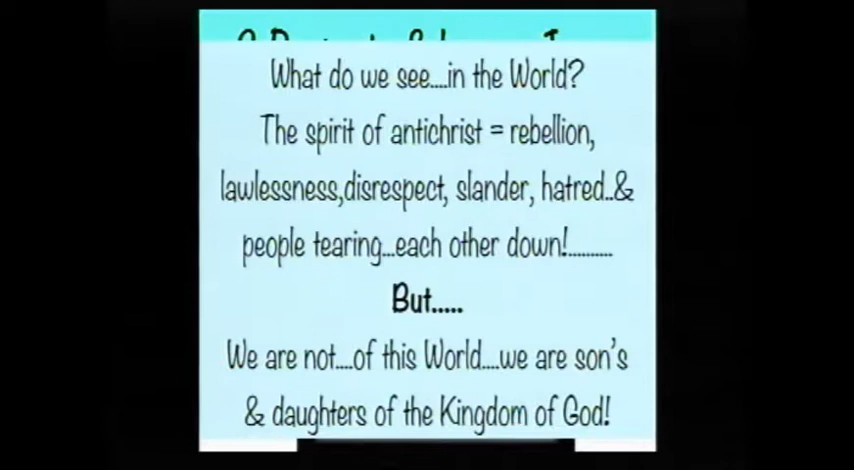 What do we see....in the World?
The spirit of antichrist = rebellion,
lawlessness,disrespect, slander, hatred..&
people tearing...each other down!..........
But.....
We are not....of this World....we are son's
& daughters of the Kingdom of God!